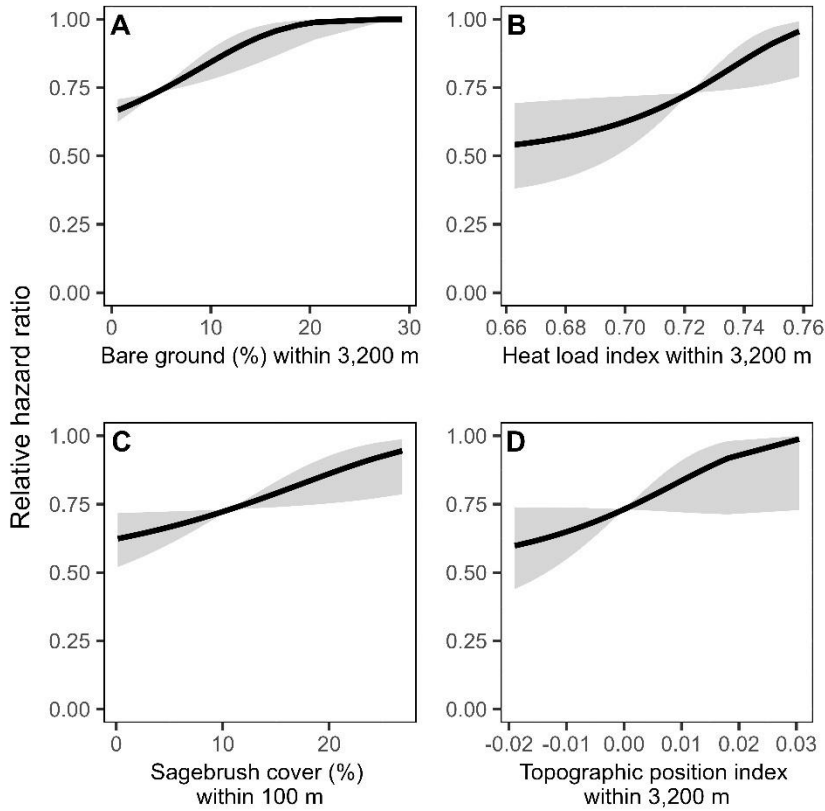 Relative hazard ratio
A
1.00
0.75
0.50
0.25
0.00
0 10 20 30
Bare ground (%) within 3,200 m
B
1.00
0.75
0.50
0.25
0.00
0.66 0.68 0.70 0.72 0.74 0.76
Heat load index within 3,200 m
C
1.00
0.75
0.50
0.25
0.00
0 10 20
Sagebrush cover (%)
within 100 m
D
1.00
0.75
0.50
0.25
0.00
-0.02 -0.01 0.00 0.01 0.02 0.03
Topographic position index
within 3,200 m